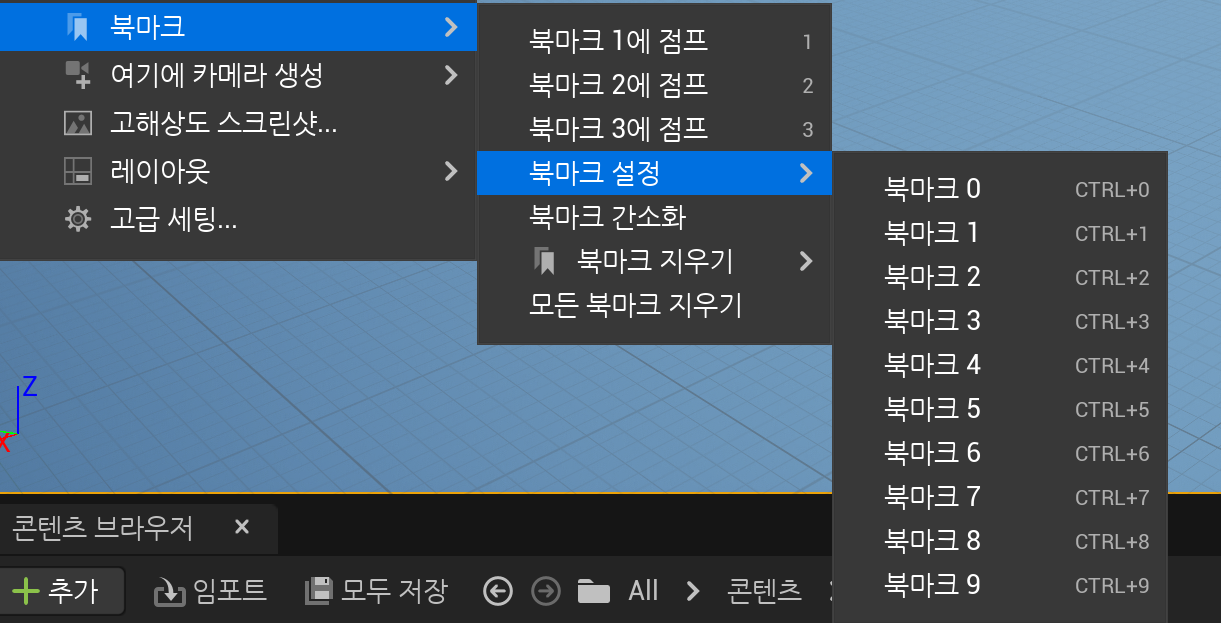 북마크
여기에 카메라 생성
고해상도 스크린샷...
레이아웃
고급 세팅...
북마크 1에 점프 1
북마크 2에 점프 2
북마크 3에 점프 3
북마크 설정
북마크 간소화
북마크 지우기
모든 북마크 지우기
북마크 0 CTRL+0
북마크 1 CTRL+1
북마크 2 CTRL+2
북마크 3 CTRL+3
북마크 4 CTRL+4
북마크 5 CTRL+5
북마크 6 CTRL+6
북마크 7 CTRL+7
북마크 8 CTRL+8
북마크 9 CTRL+9
Z
X
콘텐츠 브라우저
추가 임포트 모두 저장 All 콘텐츠